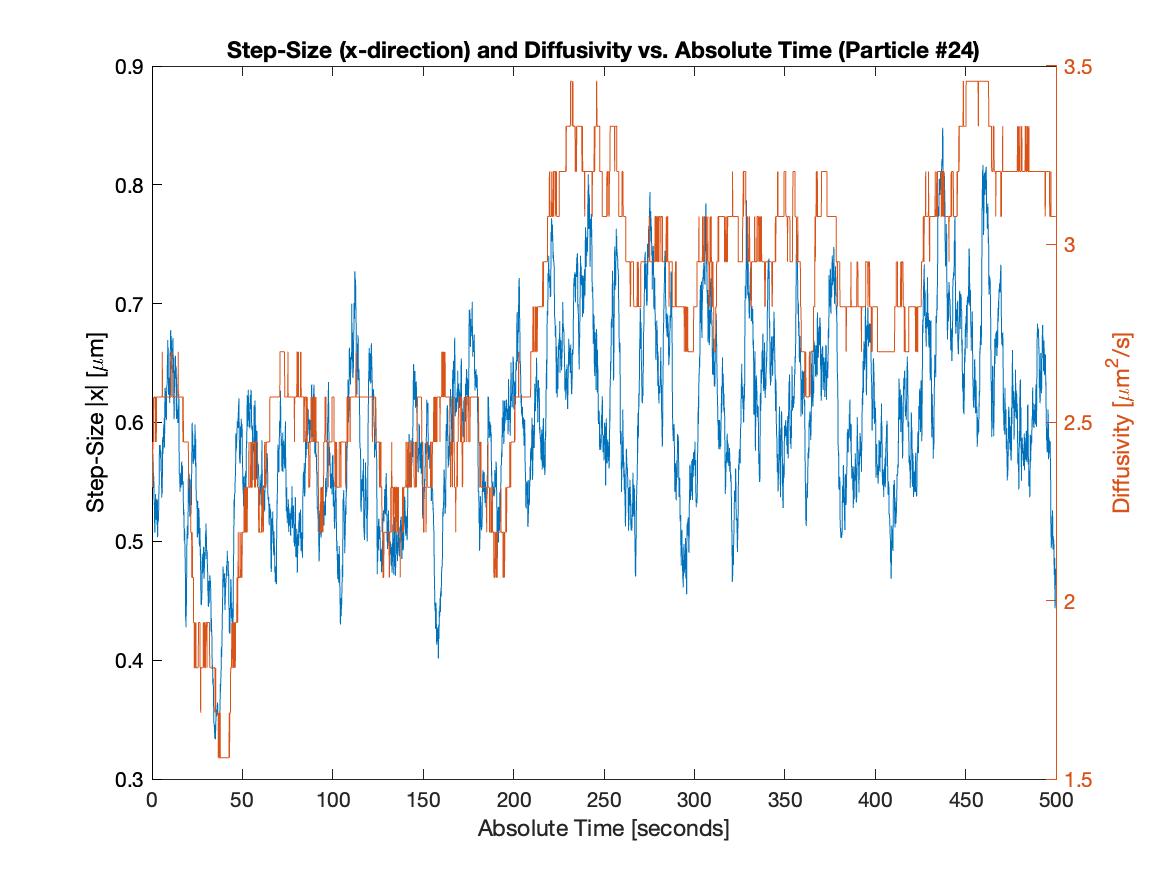 Step-Size (x-direction) and Diffusivity vs. Absolute Time (Particle #24)
0.9
0.8
0.7
0.6
0.5
0.4
0.3
Step-Size |x| [μm]
3.5
3
2.5
2
1.5
Diffusivity [μm²/s]
0 50 100 150 200 250 300 350 400 450 500
Absolute Time [seconds]